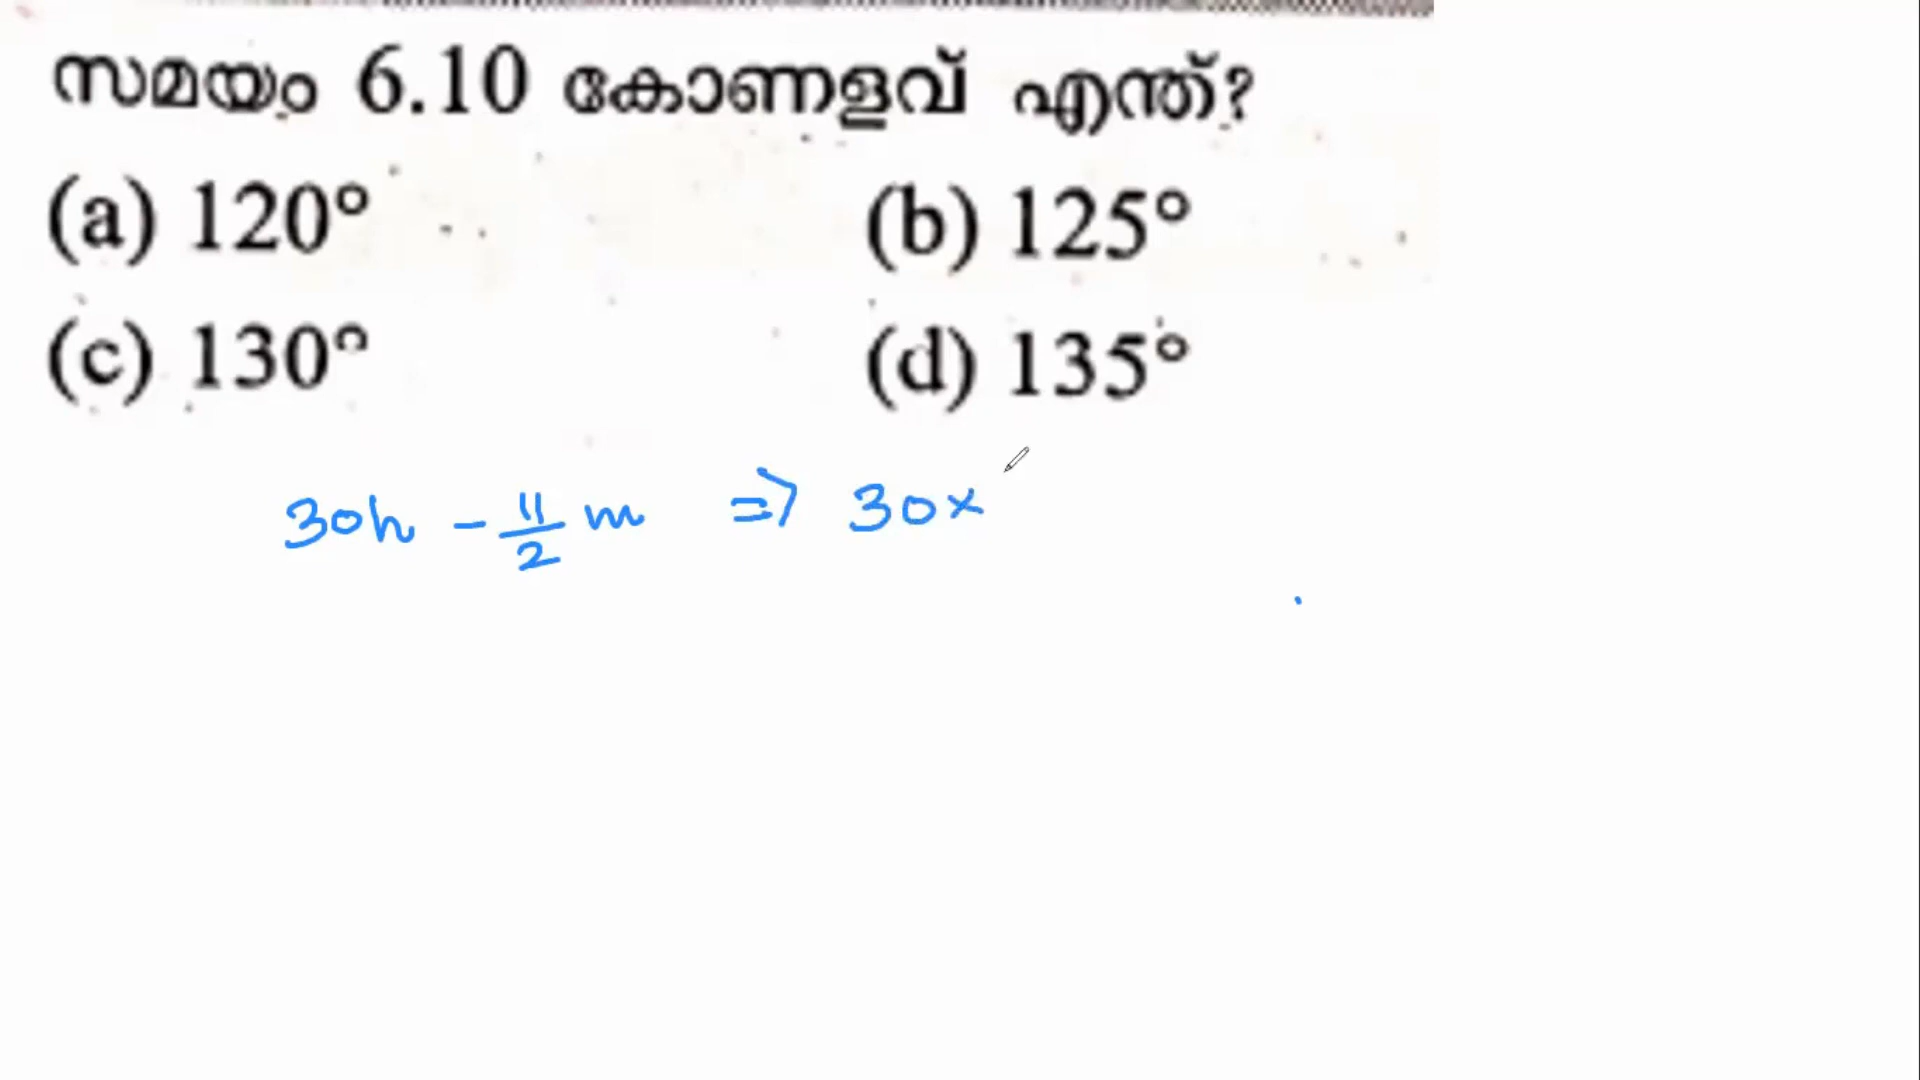 സമയം 6.10 കോണളവ് എന്ത്?
(a) 120° (b) 125°
(c) 130° (d) 135°
30h - 11/2 m => 30×